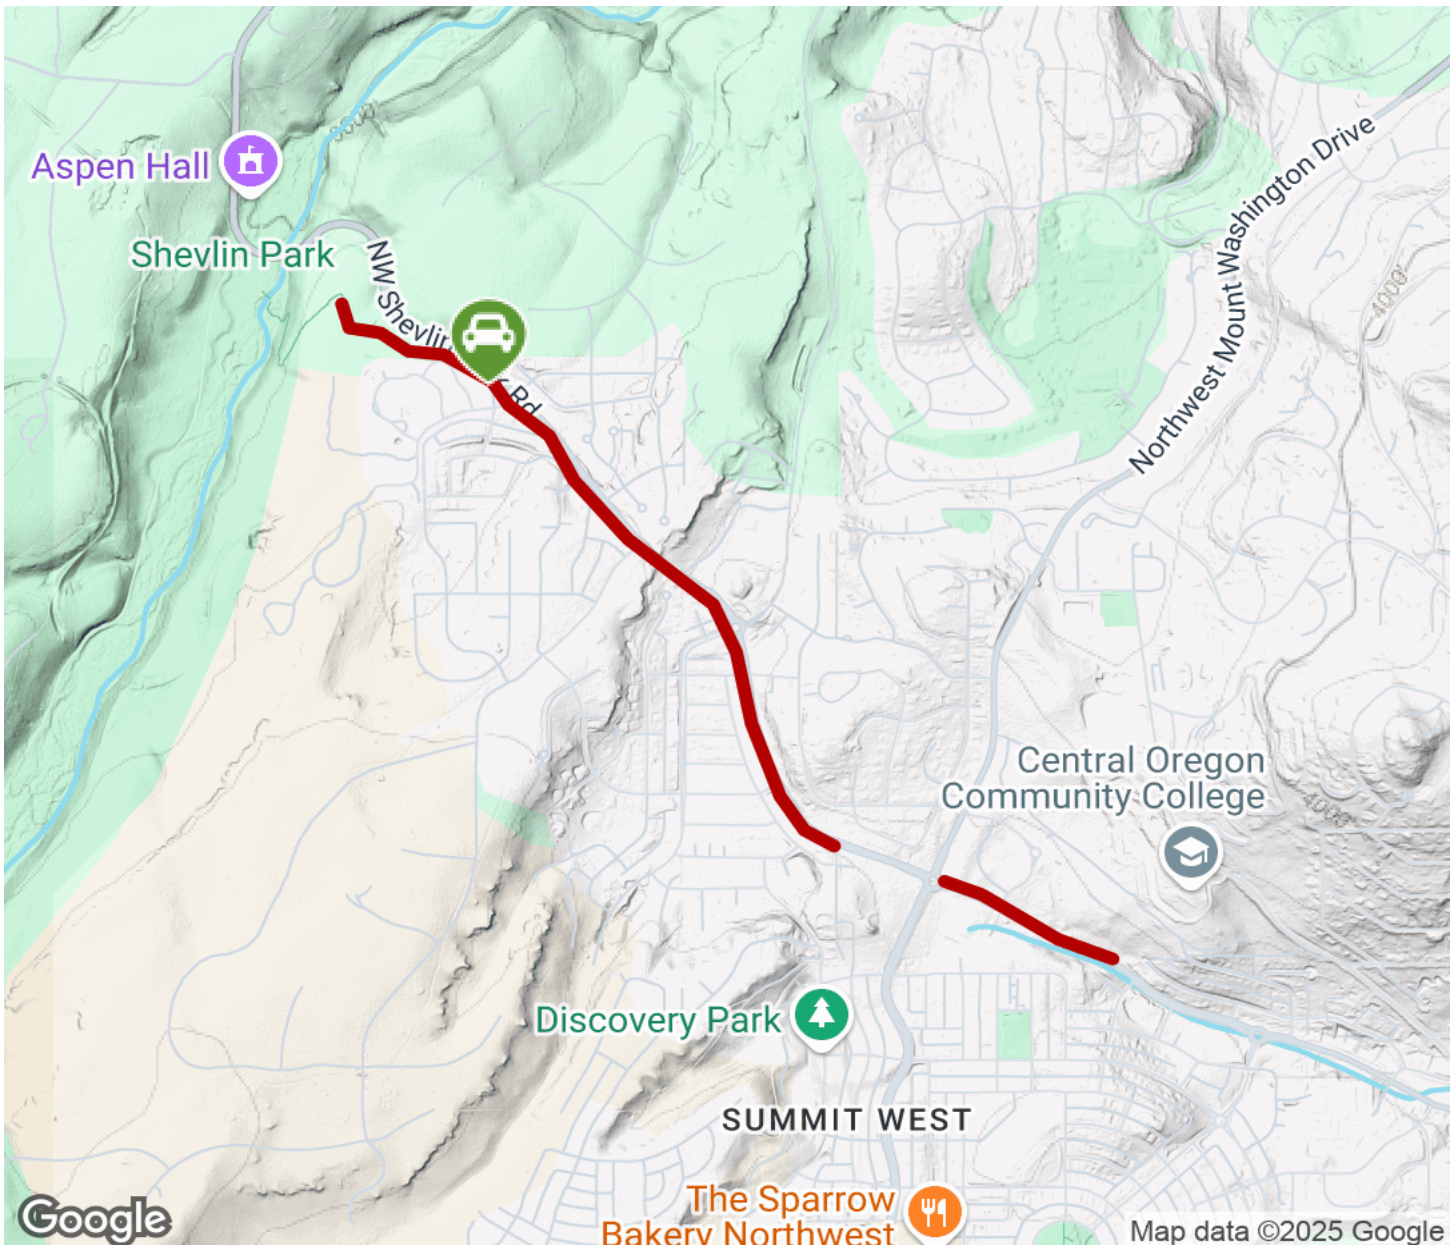 Aspen Hall
Shevlin Park
NW Shevlin
Rd
Northwest Mount Washington Drive
4000'
Central Oregon
Community College
Discovery Park
SUMMIT WEST
The Sparrow
Bakery Northwest
Google
Map data ©2025 Google